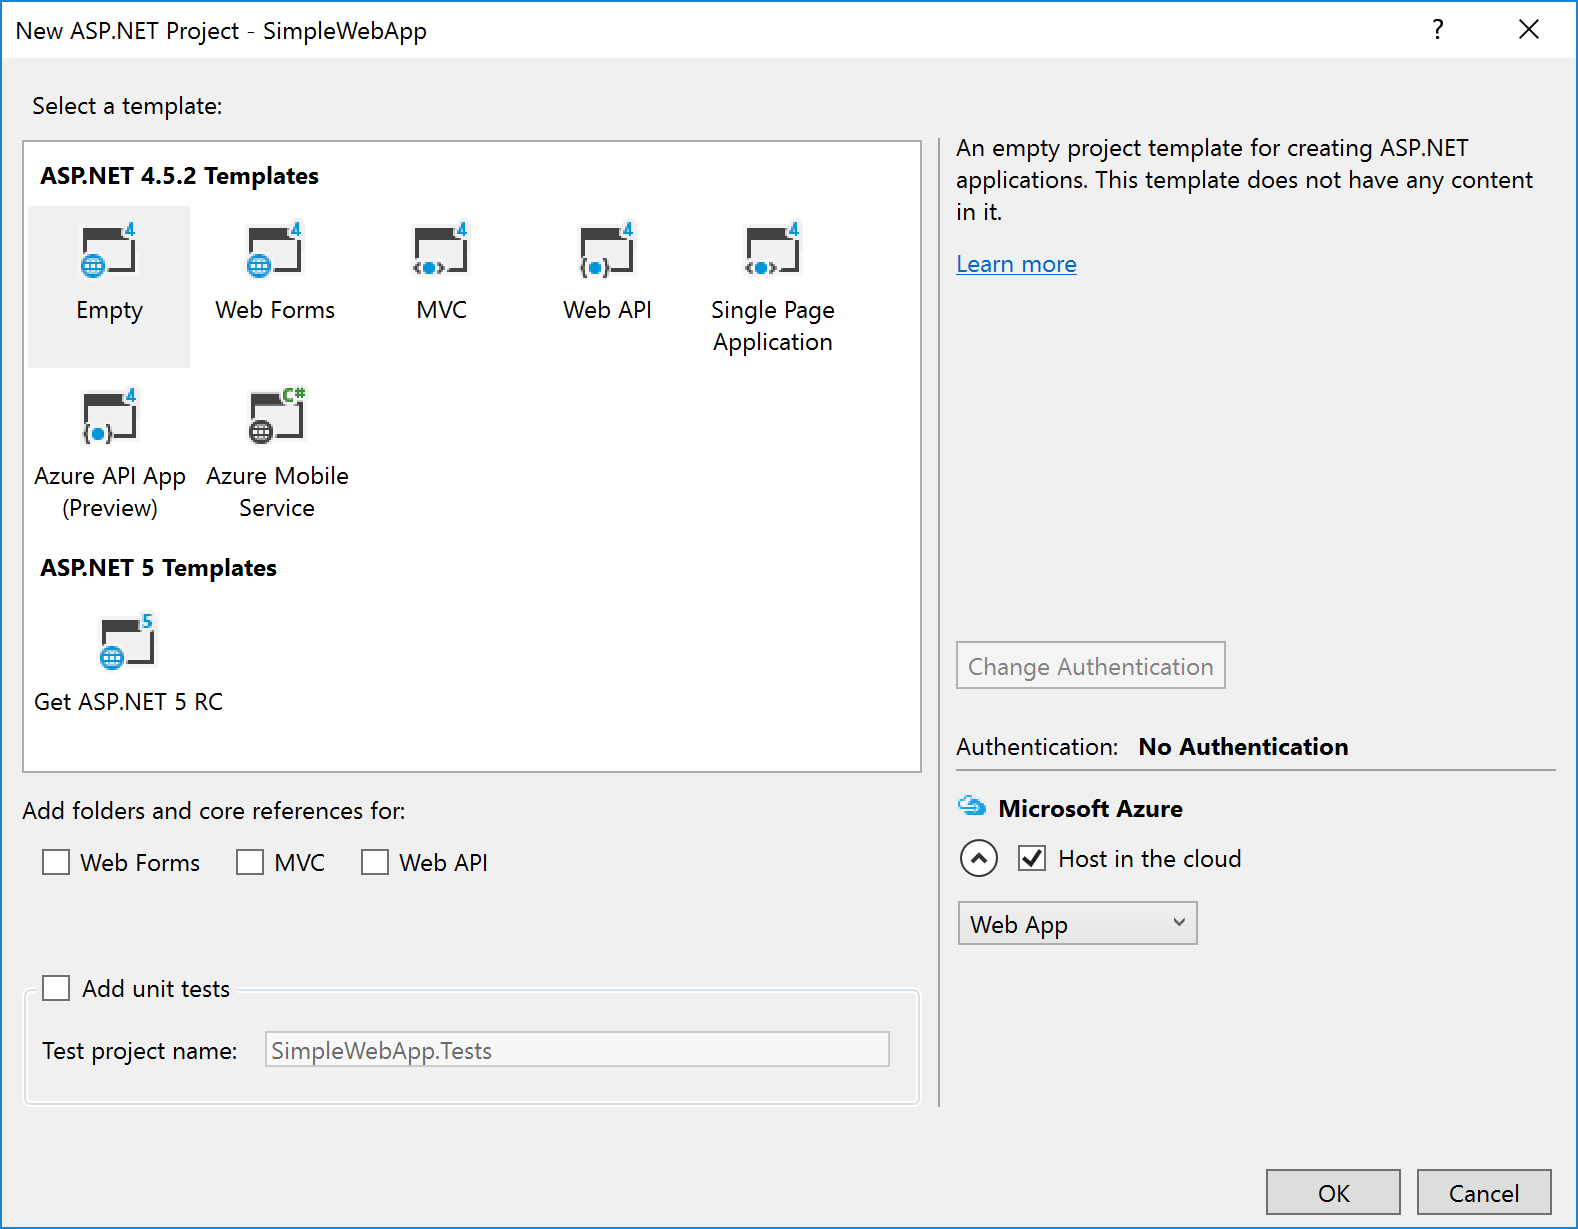 New ASP.NET Project - SimpleWebApp
?
Select a template:
ASP.NET 4.5.2 Templates
4
Empty
4
Web Forms
4
MVC
4
Web API
4
Single Page
Application
4
Azure API App
(Preview)
C#
Azure Mobile
Service
ASP.NET 5 Templates
5
Get ASP.NET 5 RC
An empty project template for creating ASP.NET
applications. This template does not have any content
in it.
Learn more
Change Authentication
Authentication: No Authentication
Microsoft Azure
Host in the cloud
Web App
Add folders and core references for:
Web Forms MVC Web API
Add unit tests
Test project name: SimpleWebApp.Tests
OK Cancel